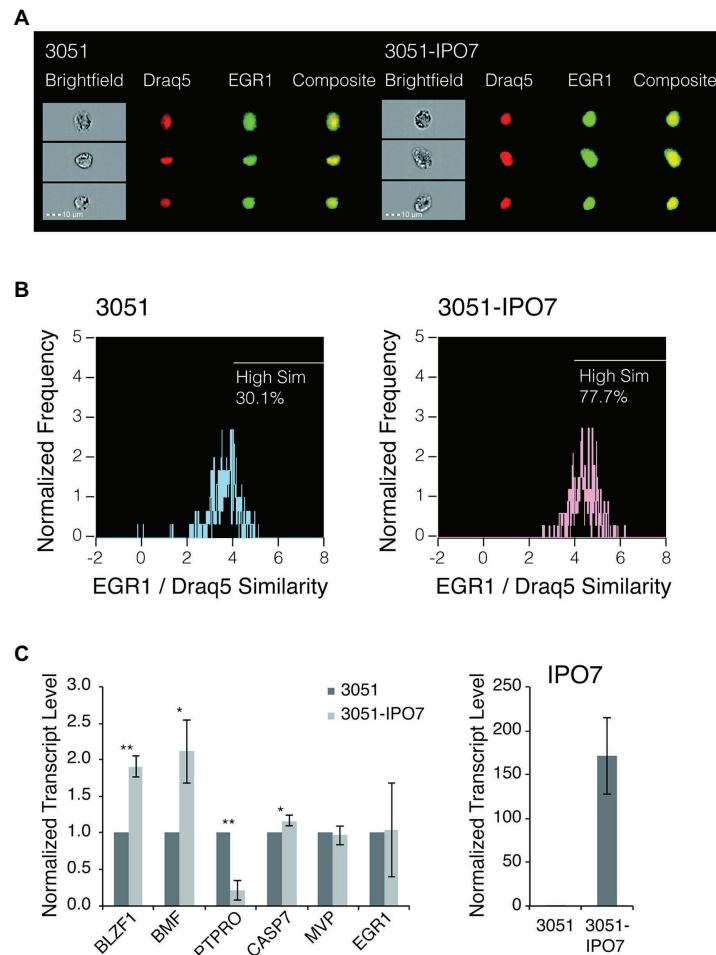 A
3051
3051-IPO7
Brightfield Draq5 EGR1 Composite
Brightfield Draq5 EGR1 Composite
10 µm
10 µm
B
3051
3051-IPO7
Normalized Frequency
5
4
3
2
1
0
High Sim
30.1%
-2 0 2 4 6 8
EGR1 / Draq5 Similarity
Normalized Frequency
5
4
3
2
1
0
High Sim
77.7%
-2 0 2 4 6 8
EGR1 / Draq5 Similarity
C
Normalized Transcript Level
3.0
2.5
2.0
1.5
1.0
0.5
0.0
3051
3051-IPO7
**
*
**
*
BLZF1
BMF
PTPRO
CASP7
MVP
EGR1
IPO7
Normalized Transcript Level
250
200
150
100
50
0
3051 3051-
IPO7